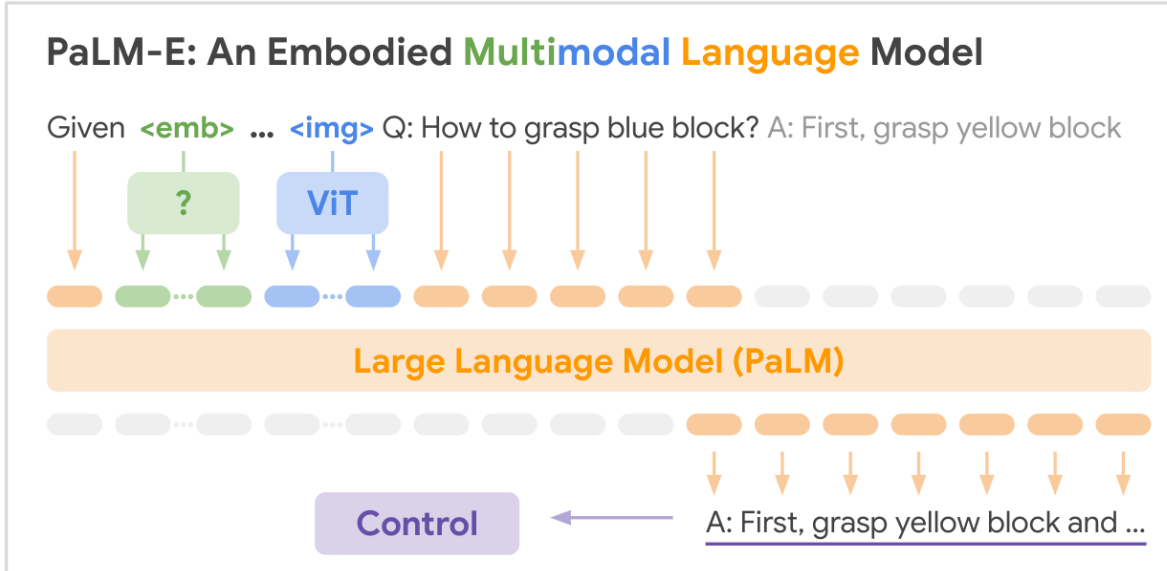 PaLM-E: An Embodied Multimodal Language Model
Given <emb> ... <img> Q: How to grasp blue block? A: First, grasp yellow block
?
ViT
Large Language Model (PaLM)
Control
A: First, grasp yellow block and ...